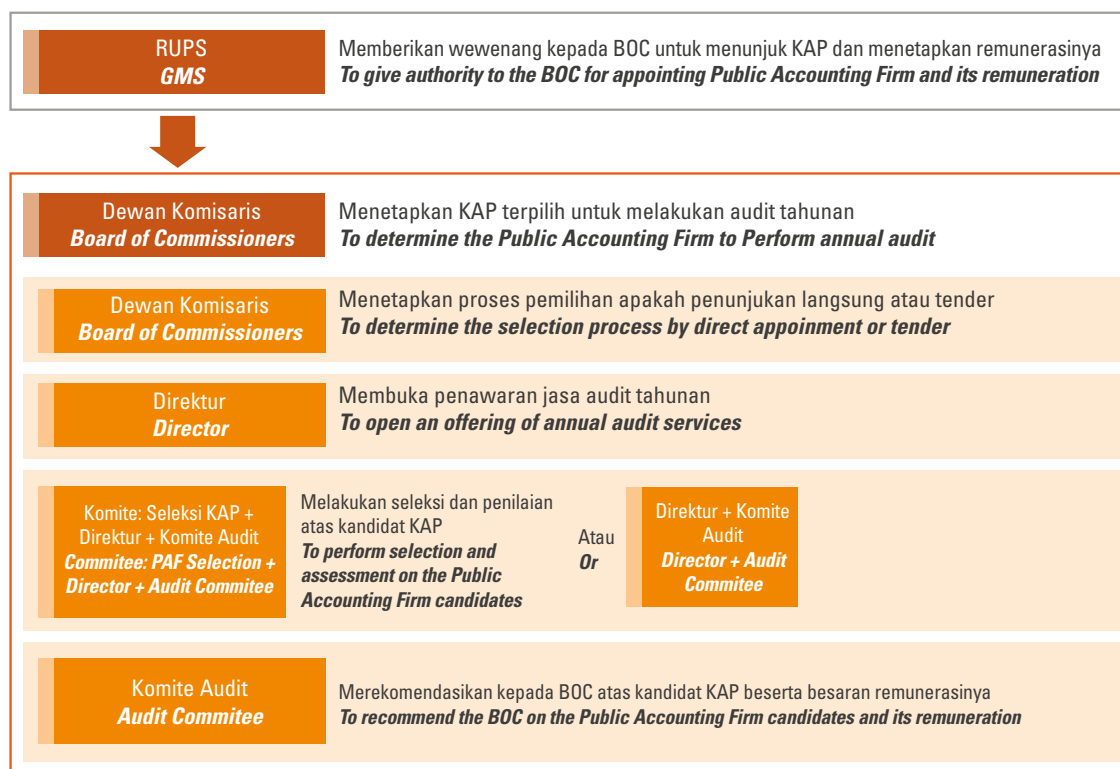 RUPS
GMS
Memberikan wewenang kepada BOC untuk menunjuk KAP dan menetapkan remunerasinya
To give authority to the BOC for appointing Public Accounting Firm and its remuneration
Dewan Komisaris
Board of Commissioners
Menetapkan KAP terpilih untuk melakukan audit tahunan
To determine the Public Accounting Firm to Perform annual audit
Dewan Komisaris
Board of Commissioners
Menetapkan proses pemilihan apakah penunjukan langsung atau tender
To determine the selection process by direct appoinment or tender
Direktur
Director
Membuka penawaran jasa audit tahunan
To open an offering of annual audit services
Komite: Seleksi KAP +
Direktur + Komite Audit
Commitee: PAF Selection +
Director + Audit Commitee
Melakukan seleksi dan penilaian
atas kandidat KAP
To perform selection and
assessment on the Public
Accounting Firm candidates
Atau
Or
Direktur + Komite
Audit
Director + Audit
Commitee
Komite Audit
Audit Commitee
Merekomendasikan kepada BOC atas kandidat KAP beserta besaran remunerasinya
To recommend the BOC on the Public Accounting Firm candidates and its remuneration